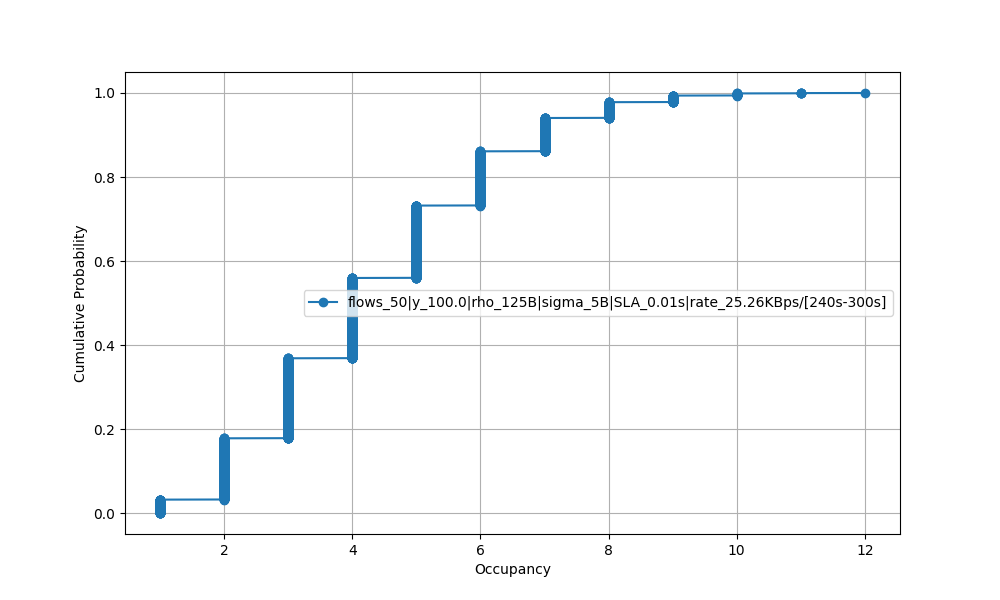 1.0
0.8
0.6
0.4
0.2
0.0
Cumulative Probability
flows_50|y_100.0|rho_125B|sigma_5B|SLA_0.01s|rate_25.26KBps/[240s-300s]
2 4 6 8 10 12
Occupancy